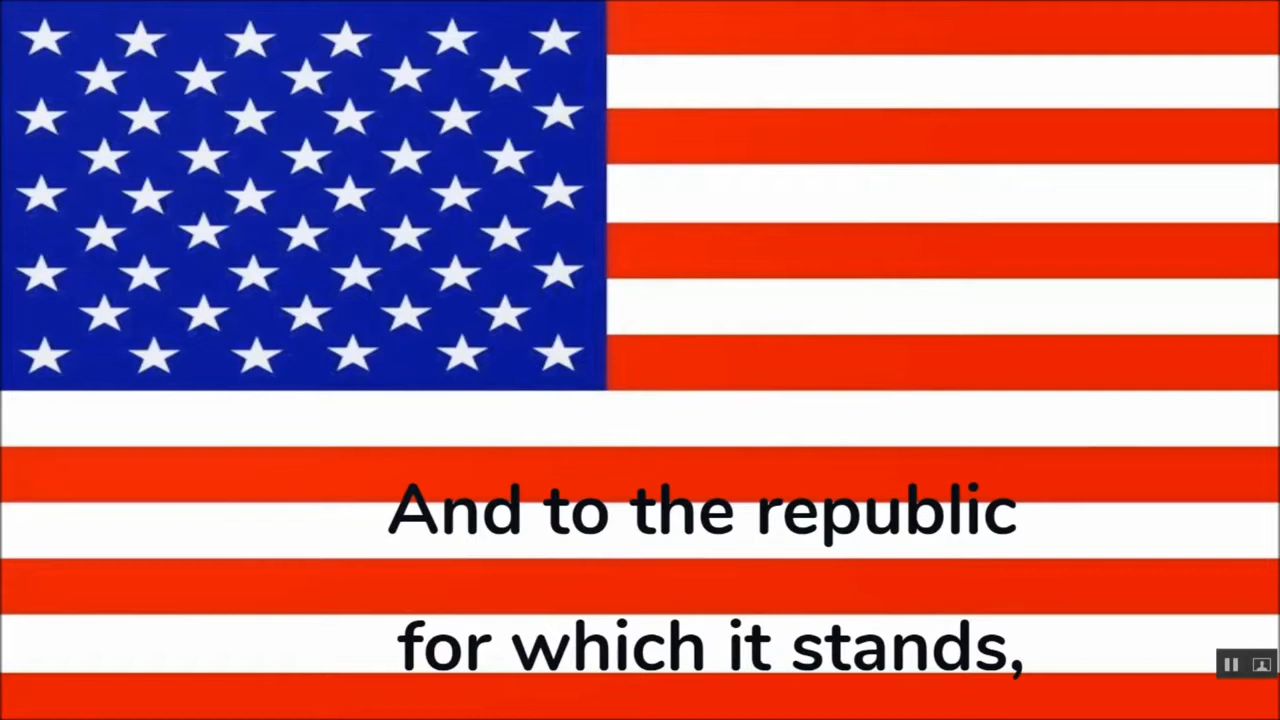 And to the republic
for which it stands,